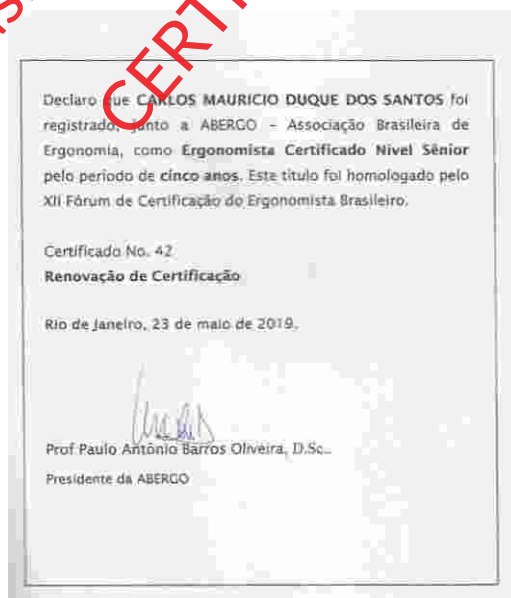 CERTI
Declaro que CARLOS MAURICIO DUQUE DOS SANTOS foi
registrado, junto a ABERGO – Associação Brasileira de
Ergonomia, como Ergonomista Certificado Nível Sênior
pelo período de cinco anos. Este título foi homologado pelo
XII Fórum de Certificação do Ergonomista Brasileiro.
Certificado No. 42
Renovação de Certificação
Rio de Janeiro, 23 de maio de 2019.
Prof Paulo Antônio Barros Oliveira, D.Sc..
Presidente da ABERGO